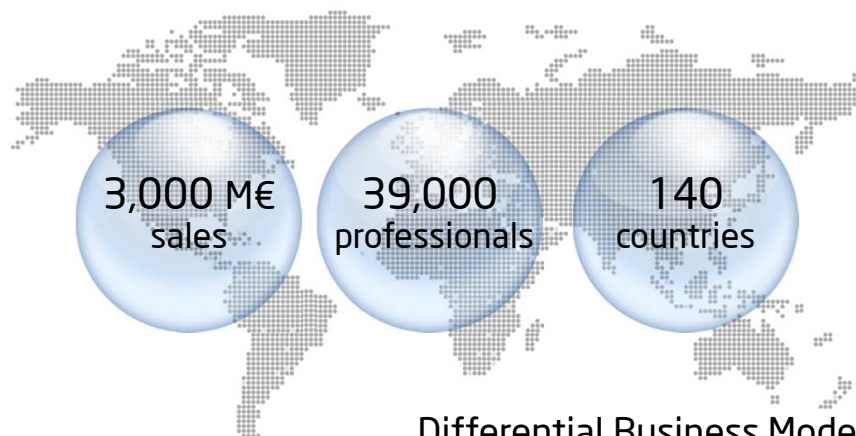 3,000 M€
sales
39,000
professionals
140
countries
Differential Business Mode